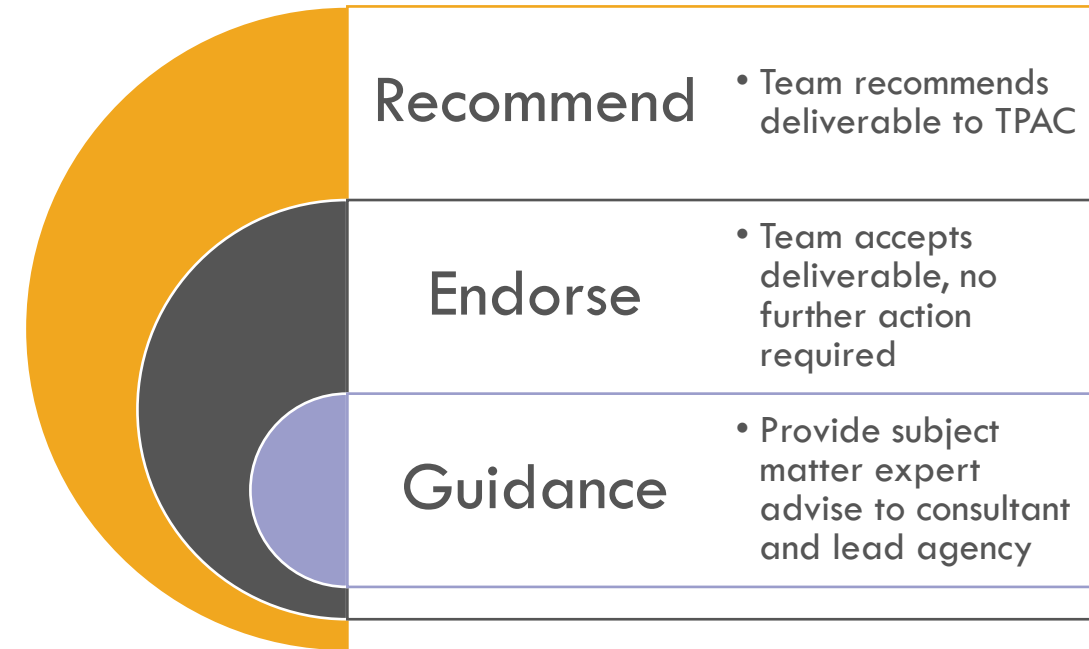 Recommend
• Team recommends
deliverable to TPAC
Endorse
• Team accepts
deliverable, no
further action
required
Guidance
• Provide subject
matter expert
advise to consultant
and lead agency